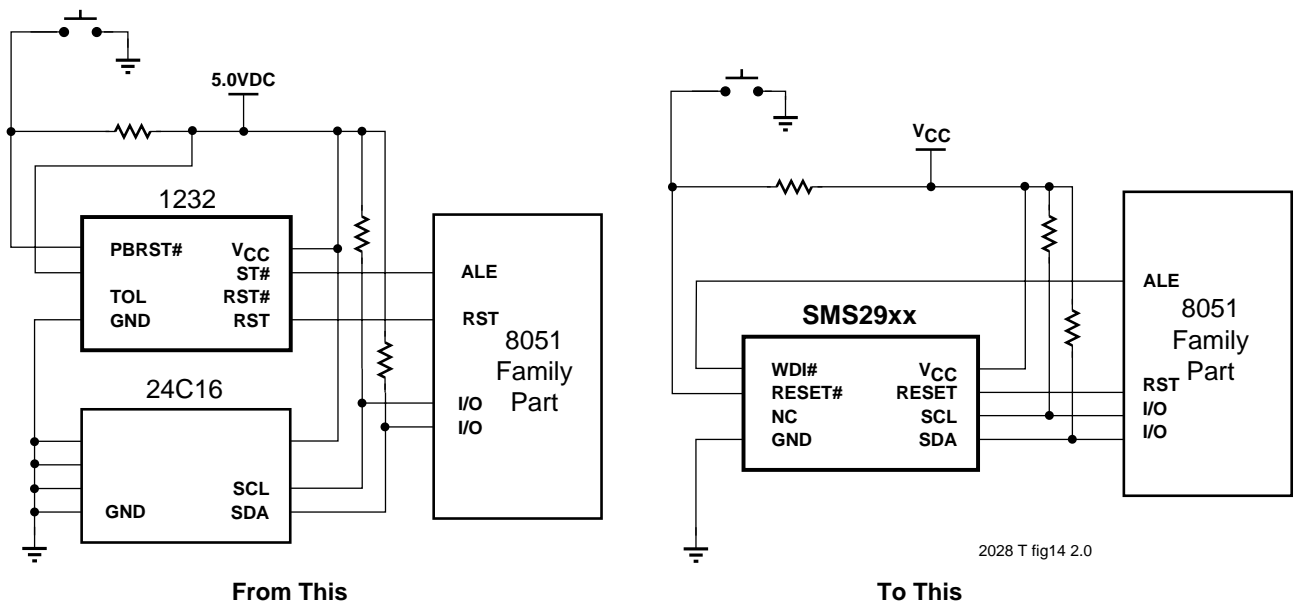 5.0VDC
1232
PBRST#
TOL
GND
VCC
ST#
RST#
RST
ALE
RST
8051
Family
Part
I/O
I/O
24C16
GND
SCL
SDA
From This
VCC
SMS29xx
WDI#
RESET#
NC
GND
VCC
RESET
SCL
SDA
ALE
8051
Family
Part
RST
I/O
I/O
2028 T fig14 2.0
To This